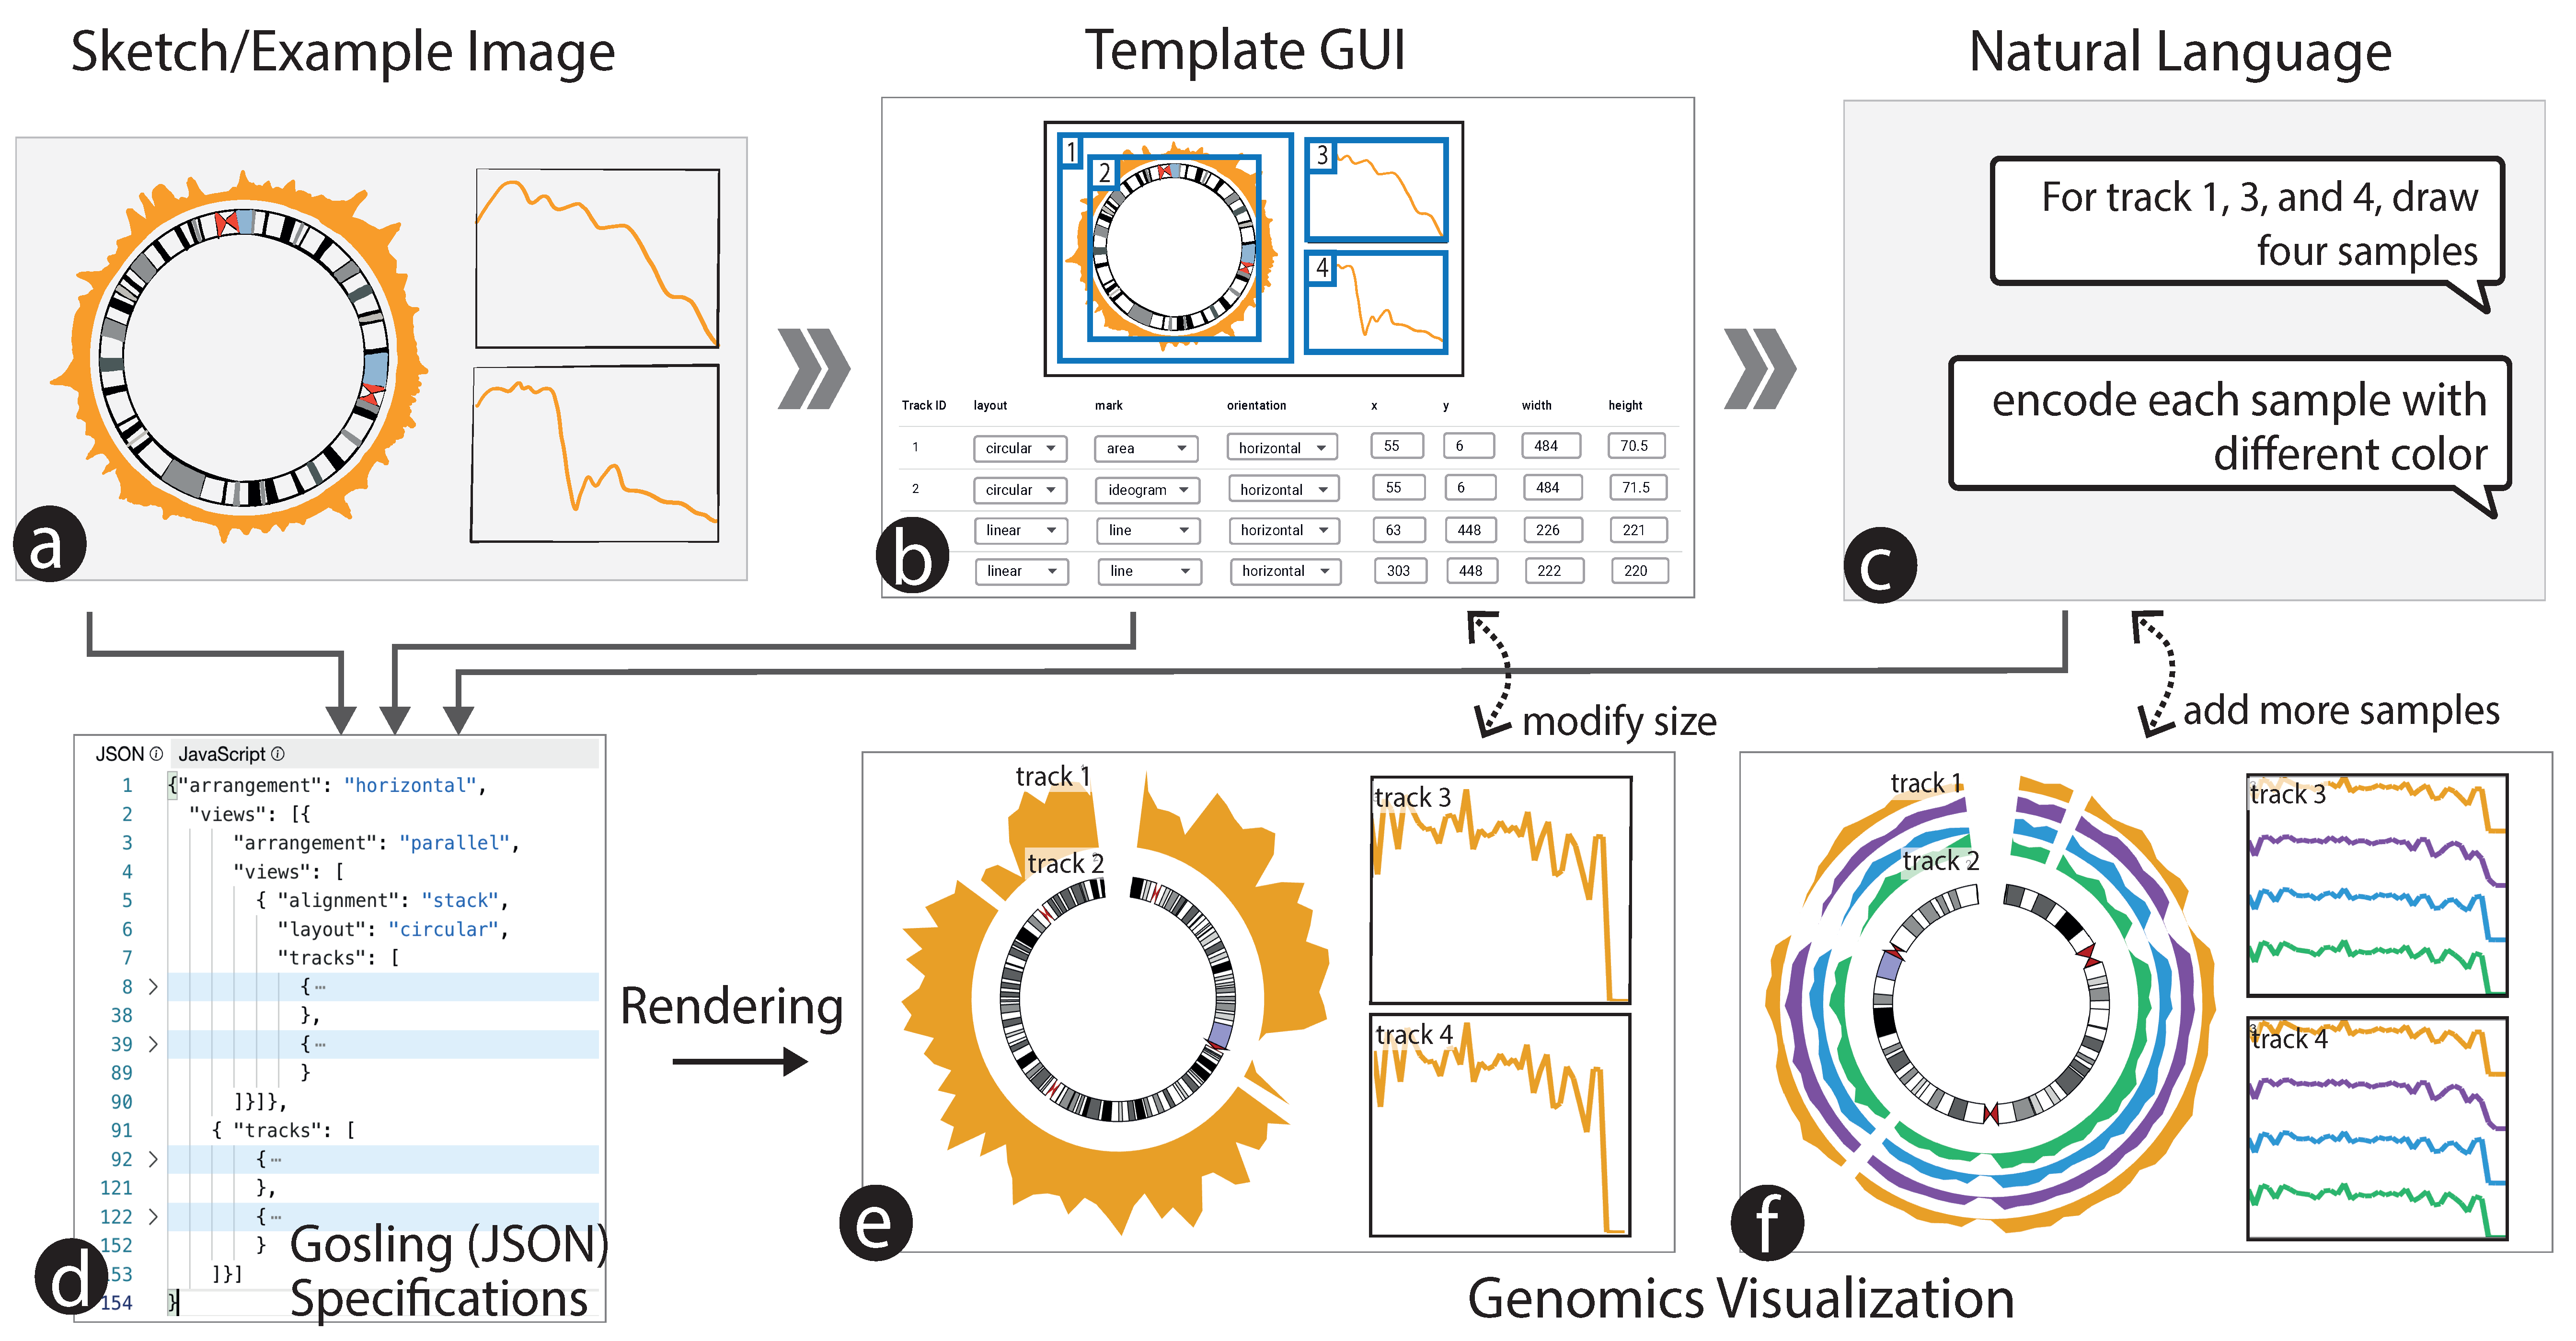 Sketch/Example Image
Template GUI
Natural Language
1
2
3
4
Track ID layout mark orientation x y width height
1 circular area horizontal 55 6 484 70.5
2 circular ideogram horizontal 55 6 484 71.5
linear line horizontal 63 448 226 221
linear line horizontal 303 448 222 220
For track 1, 3, and 4, draw
four samples
encode each sample with
different color
a
b
c
modify size
add more samples
JSON JavaScript
1 {"arrangement": "horizontal",
2 "views": [{
3 "arrangement": "parallel",
4 "views": [
5 { "alignment": "stack",
6 "layout": "circular",
7 "tracks": [
8 > {⋯
38 },
39 > {⋯
89 }
90 ]}]},
91 { "tracks": [
92 > {⋯
121 },
122 > {⋯
152 }
153 ]}]
154 }
Gosling (JSON)
Specifications
d
Rendering
track 1
track 2
track 3
track 4
e
track 1
track 2
track 3
track 4
f
Genomics Visualization